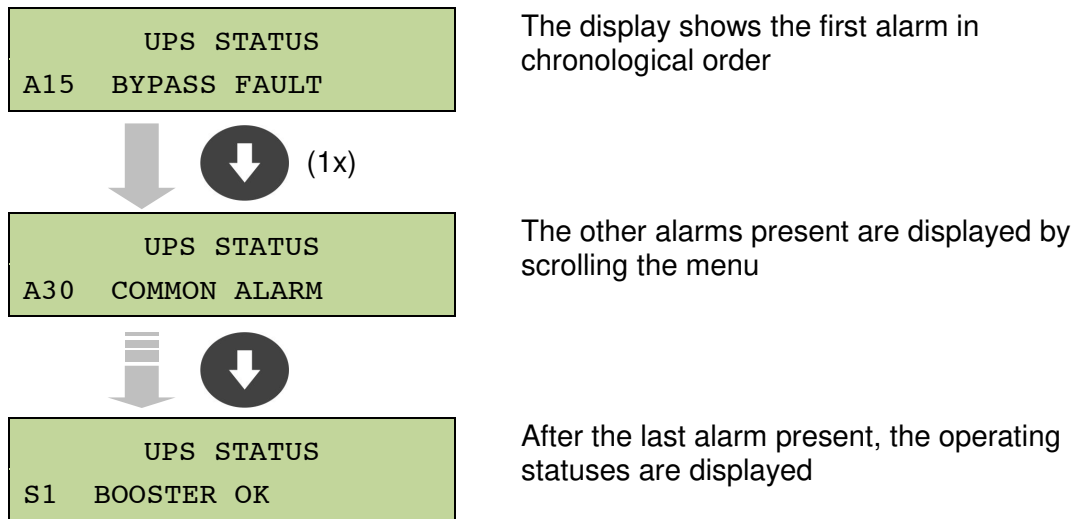 UPS STATUS
A15 BYPASS FAULT
The display shows the first alarm in
chronological order
(1x)
UPS STATUS
A30 COMMON ALARM
The other alarms present are displayed by
scrolling the menu
UPS STATUS
S1 BOOSTER OK
After the last alarm present, the operating
statuses are displayed